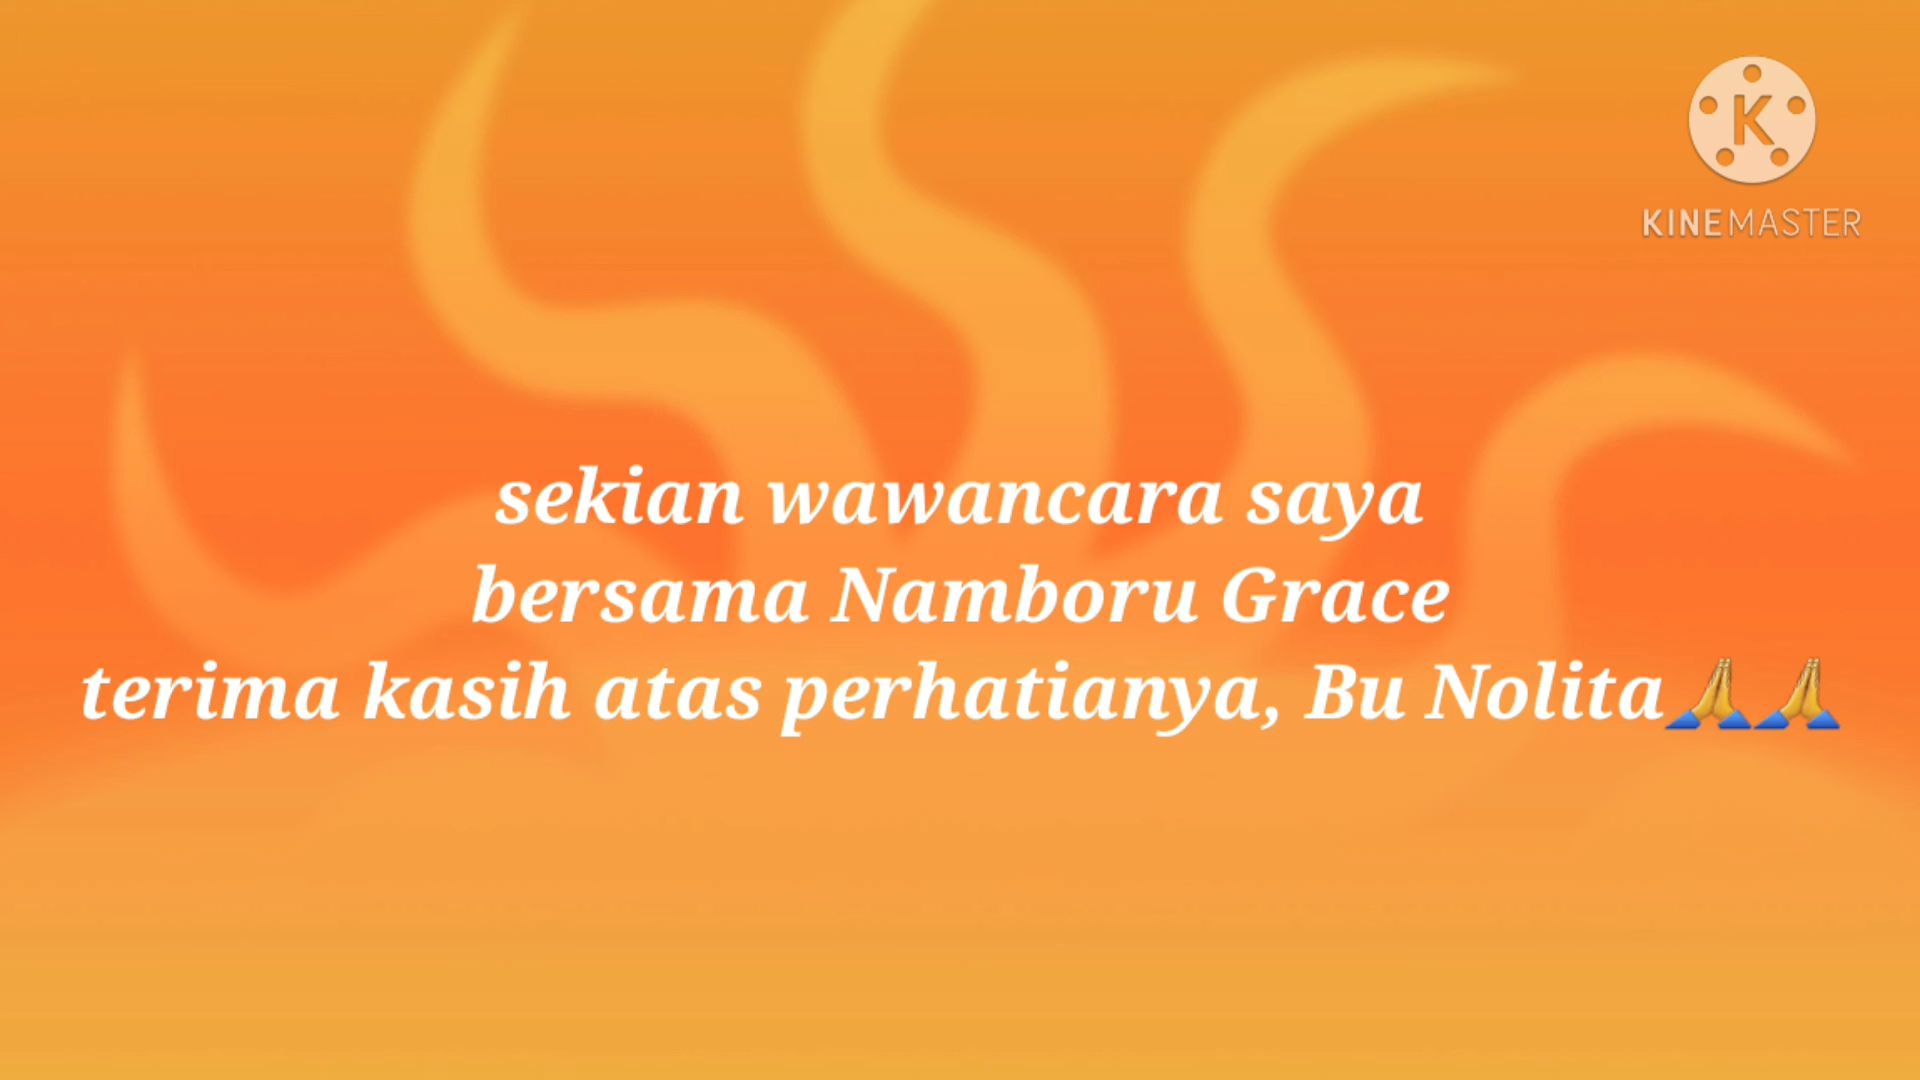 K
KINEMASTER
sekian wawancara saya
bersama Namboru Grace
terima kasih atas perhatianya, Bu Nolita🙏🙏